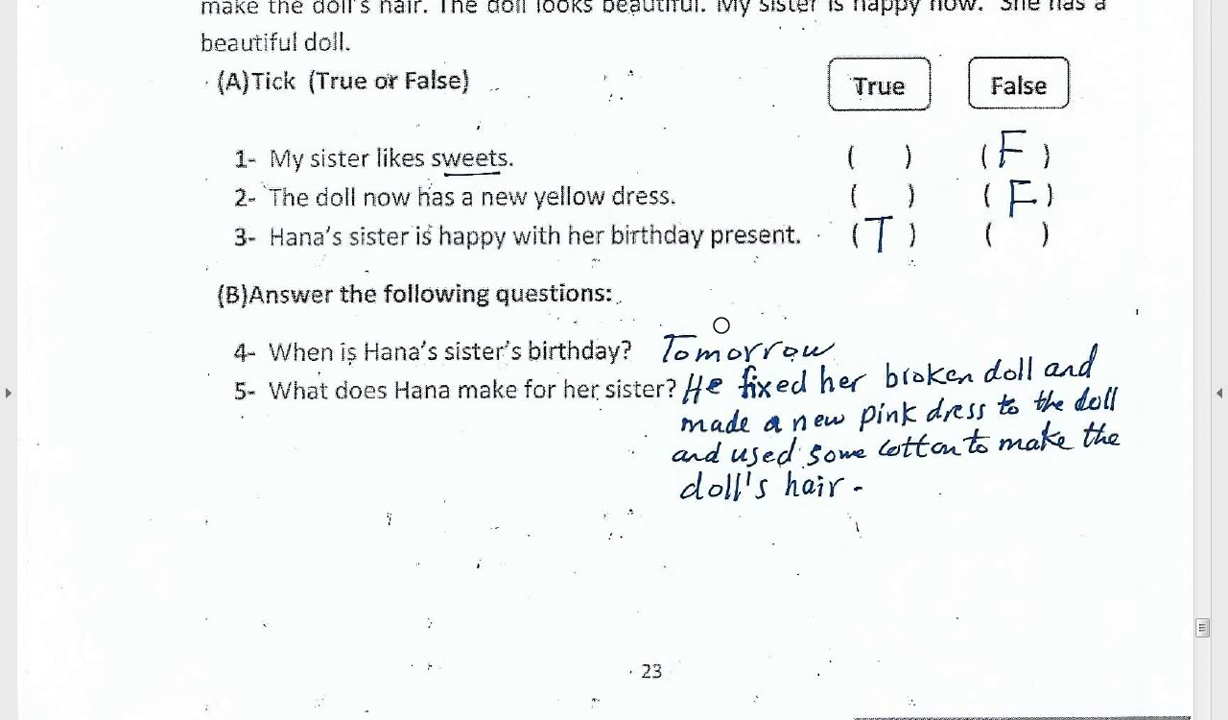 make the doll's hair. The doll looks beautiful. My sister is happy now. She has a
beautiful doll.
(A)Tick (True or False) True False
1- My sister likes sweets. ( ) (F)
2- The doll now has a new yellow dress. ( ) (F)
3- Hana's sister is happy with her birthday present. (T) ( )
(B)Answer the following questions:
4- When is Hana's sister's birthday? Tomorrow
5- What does Hana make for her sister? He fixed her broken doll and
made a new pink dress to the doll
and used some cotton to make the
doll's hair.
23